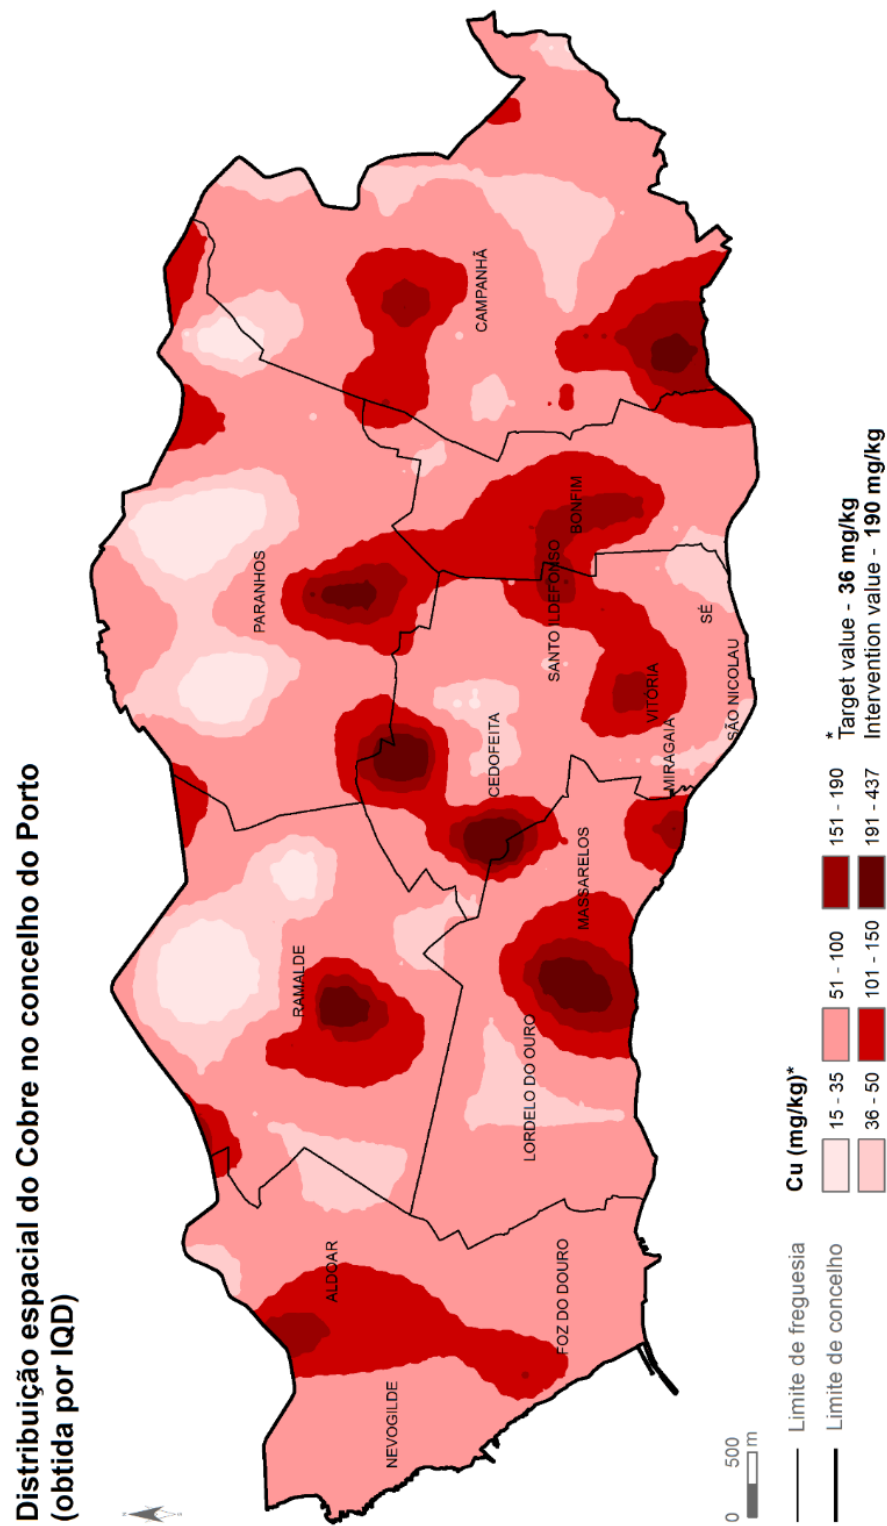 Distribuição espacial do Cobre no concelho do Porto
(obtida por IQD)
N
S
PARANHOS
CAMPANHÃ
RAMALDE
ALDOAR
NEVOGILDE
CEDOFEITA
SANTO ILDEFONSO
BONFIM
FOZ DO DOURO
LORDELO DO OURO
MASSARELOS
MIRAGAIA
VITÓRIA
SÉ
SÃO NICOLAU
0 500
m
Limite de freguesia
Limite de concelho
Cu (mg/kg)*
15 - 35
51 - 100
151 - 190
36 - 50
101 - 150
191 - 437
*
Target value - 36 mg/kg
Intervention value - 190 mg/kg